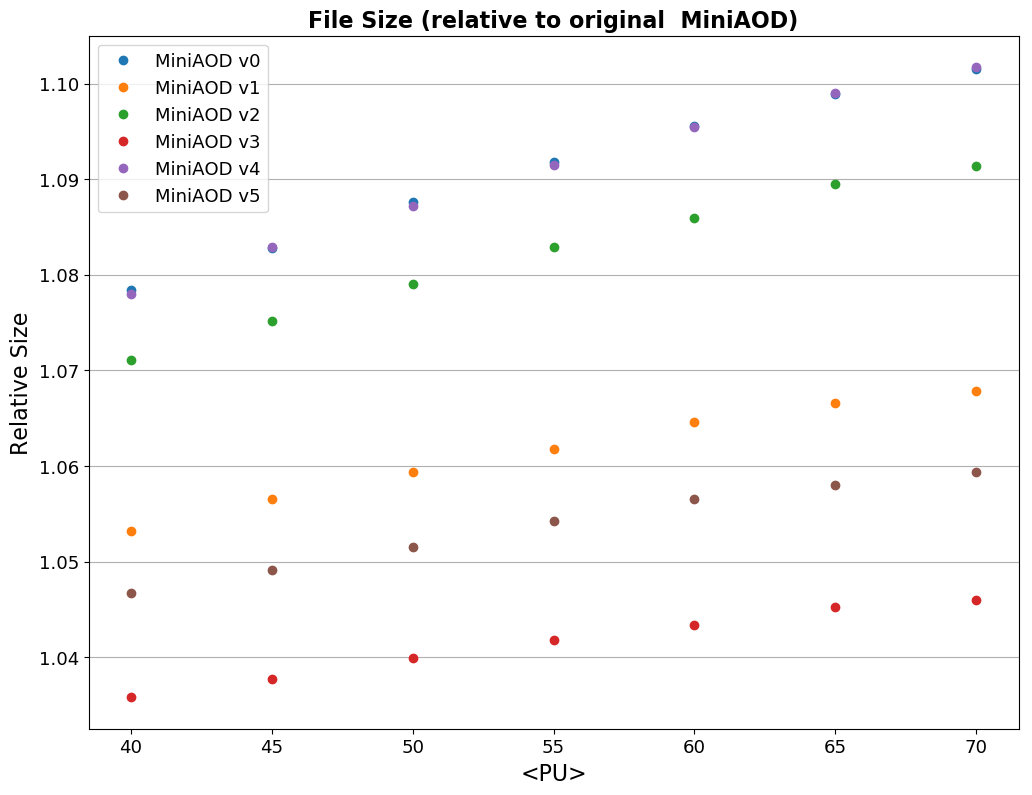 File Size (relative to original  MiniAOD)
MiniAOD v0
MiniAOD v1
MiniAOD v2
MiniAOD v3
MiniAOD v4
MiniAOD v5
Relative Size
1.10
1.09
1.08
1.07
1.06
1.05
1.04
40 45 50 55 60 65 70
<PU>